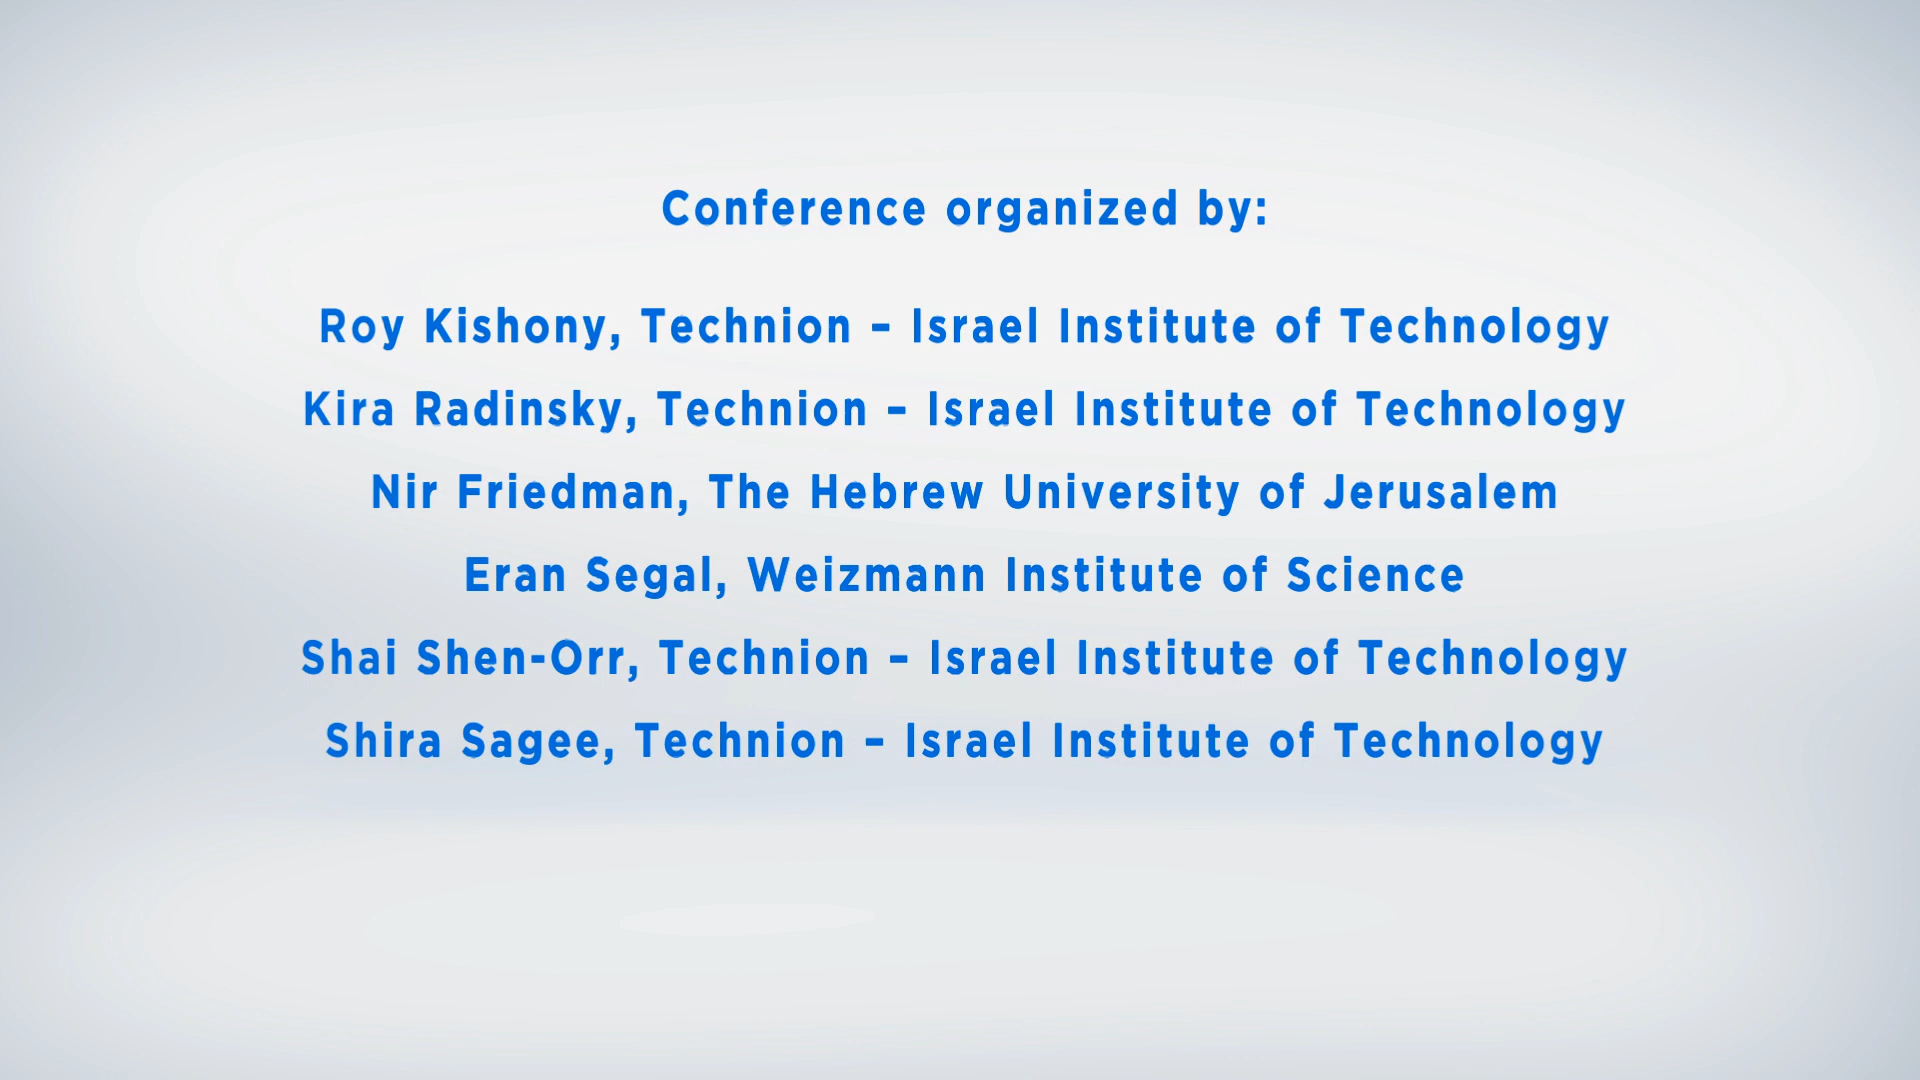 Conference organized by:
Roy Kishony, Technion – Israel Institute of Technology
Kira Radinsky, Technion – Israel Institute of Technology
Nir Friedman, The Hebrew University of Jerusalem
Eran Segal, Weizmann Institute of Science
Shai Shen-Orr, Technion – Israel Institute of Technology
Shira Sagee, Technion – Israel Institute of Technology